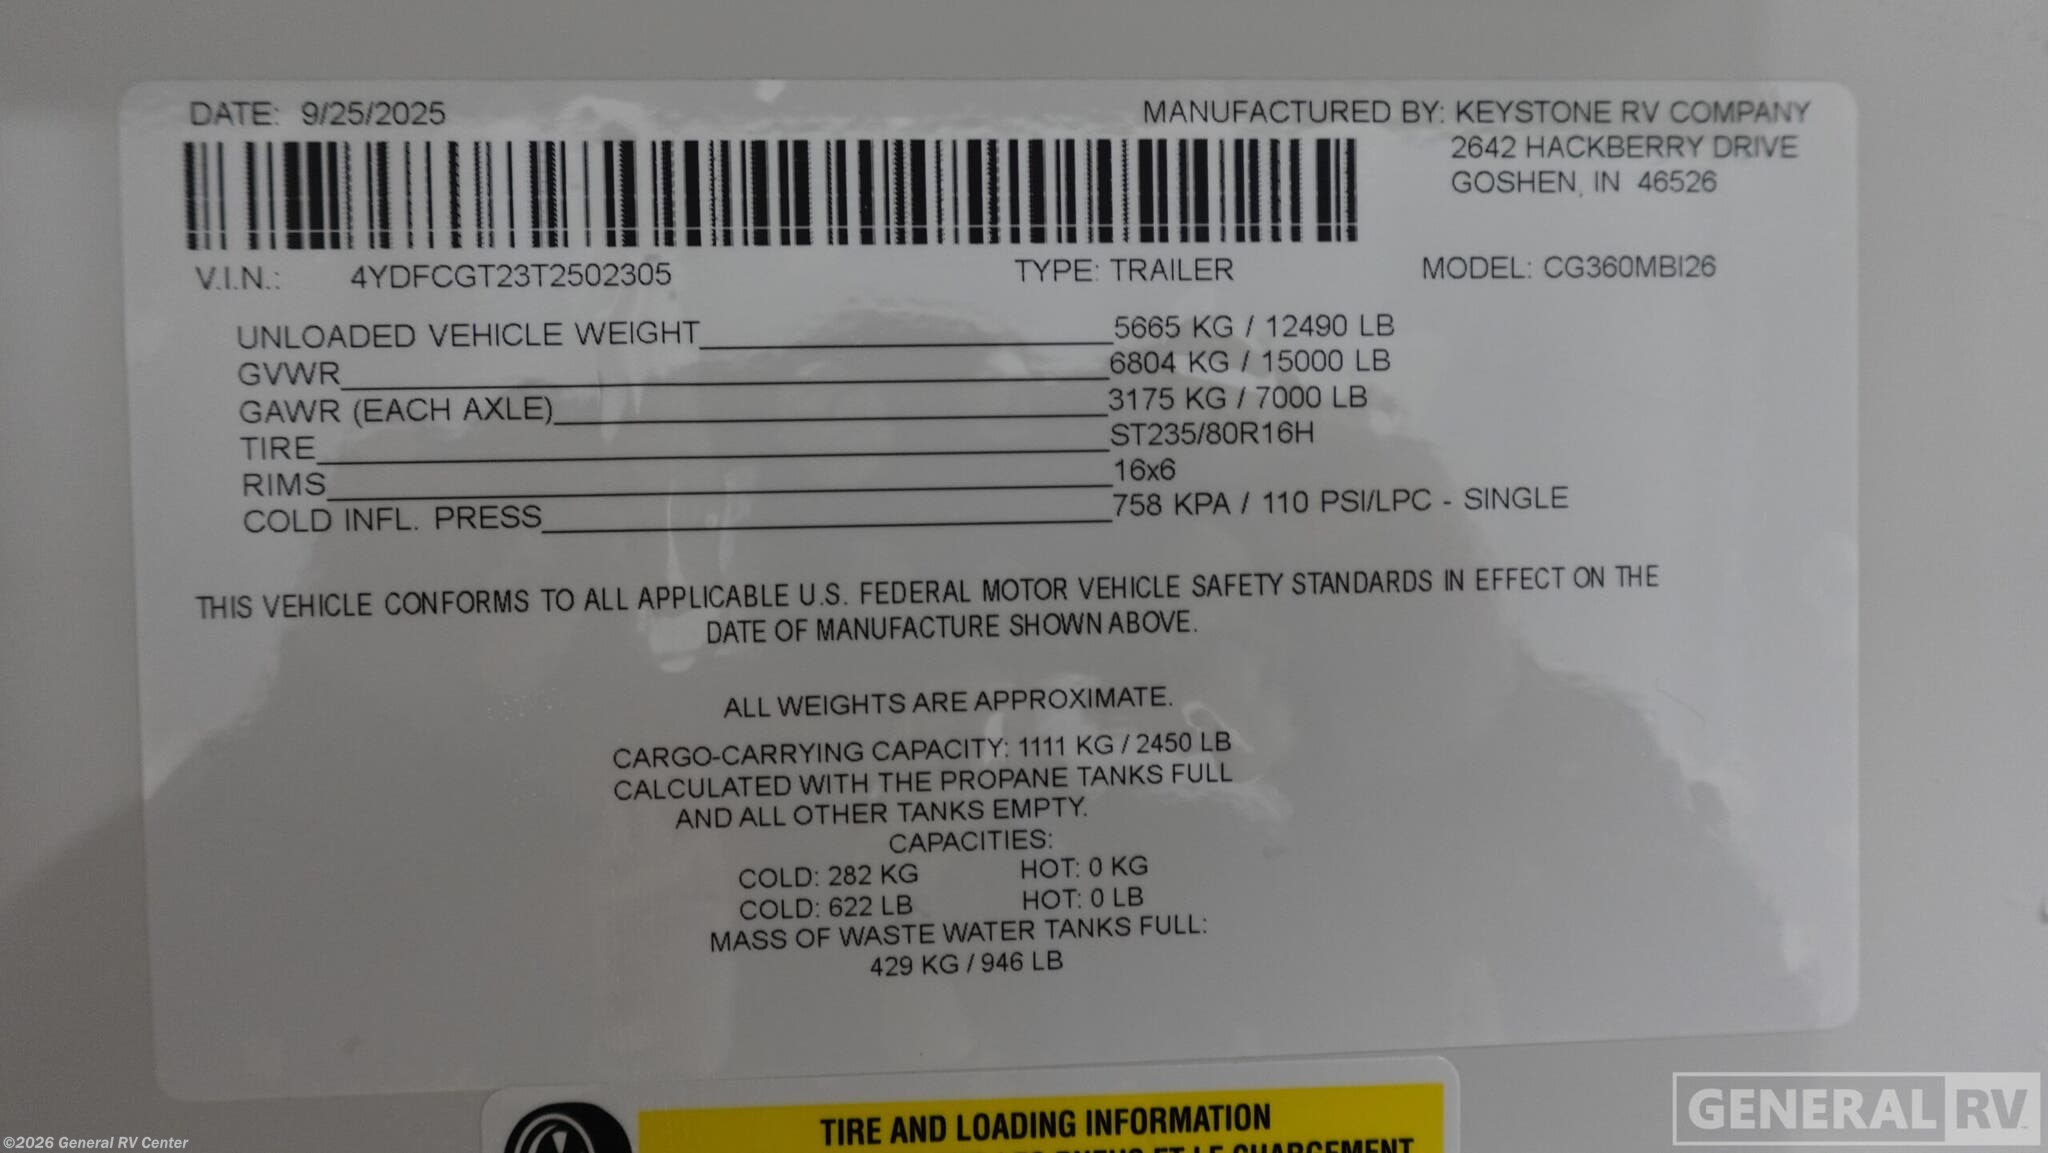 DATE: 9/25/2025
MANUFACTURED BY: KEYSTONE RV COMPANY
2642 HACKBERRY DRIVE
GOSHEN, IN 46526
V.I.N.: 4YDFCGT23T2502305 TYPE: TRAILER MODEL: CG360MBI26
UNLOADED VEHICLE WEIGHT 5665 KG / 12490 LB
GVWR 6804 KG / 15000 LB
GAWR (EACH AXLE) 3175 KG / 7000 LB
TIRE ST235/80R16H
RIMS 16x6
COLD INFL. PRESS 758 KPA / 110 PSI/LPC - SINGLE
THIS VEHICLE CONFORMS TO ALL APPLICABLE U.S. FEDERAL MOTOR VEHICLE SAFETY STANDARDS IN EFFECT ON THE
DATE OF MANUFACTURE SHOWN ABOVE.
ALL WEIGHTS ARE APPROXIMATE.
CARGO-CARRYING CAPACITY: 1111 KG / 2450 LB
CALCULATED WITH THE PROPANE TANKS FULL
AND ALL OTHER TANKS EMPTY.
CAPACITIES:
COLD: 282 KG HOT: 0 KG
COLD: 622 LB HOT: 0 LB
MASS OF WASTE WATER TANKS FULL:
429 KG / 946 LB
TIRE AND LOADING INFORMATION
ET LE CHARGEMENT
GENERAL RV
©2026 General RV Center